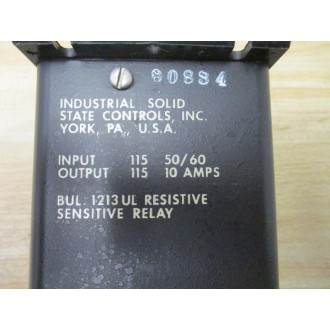 80834
INDUSTRIAL SOLID
STATE CONTROLS, INC.
YORK, PA., U.S.A.
INPUT 115 50/60
OUTPUT 115 10 AMPS
BUL. 1213 UL RESISTIVE
SENSITIVE RELAY